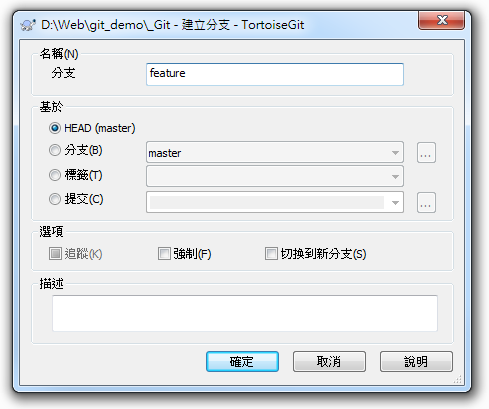 D:\Web\git_demo\_Git - 建立分支 - TortoiseGit
名稱(N)
分支 feature
基於
HEAD (master)
分支(B) master ...
標籤(T)
提交(C) ...
選項
追蹤(K) 強制(F) 切換到新分支(S)
描述
確定 取消 說明